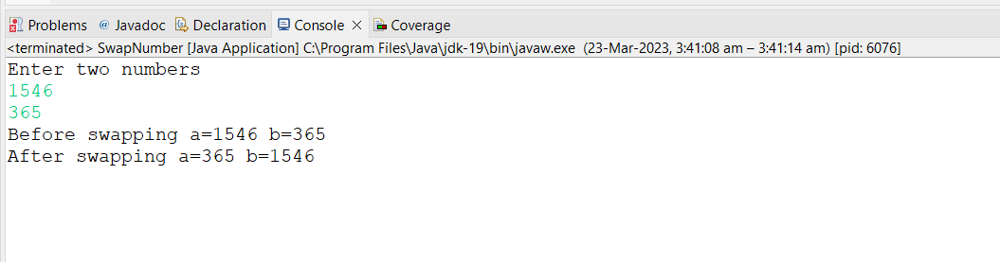 Problems @ Javadoc Declaration Console Coverage
<terminated> SwapNumber [Java Application] C:\Program Files\Java\jdk-19\bin\javaw.exe (23-Mar-2023, 3:41:08 am – 3:41:14 am) [pid: 6076]
Enter two numbers
1546
365
Before swapping a=1546 b=365
After swapping a=365 b=1546